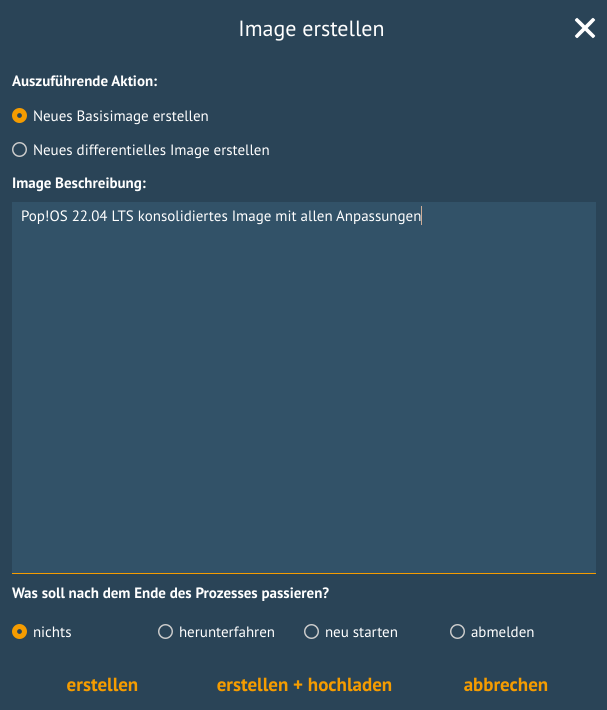 Image erstellen
Auszuführende Aktion:
Neues Basisimage erstellen
Neues differentielles Image erstellen
Image Beschreibung:
Pop!OS 22.04 LTS konsolidiertes Image mit allen Anpassungen
Was soll nach dem Ende des Prozesses passieren?
nichts herunterfahren neu starten abmelden
erstellen erstellen + hochladen abbrechen